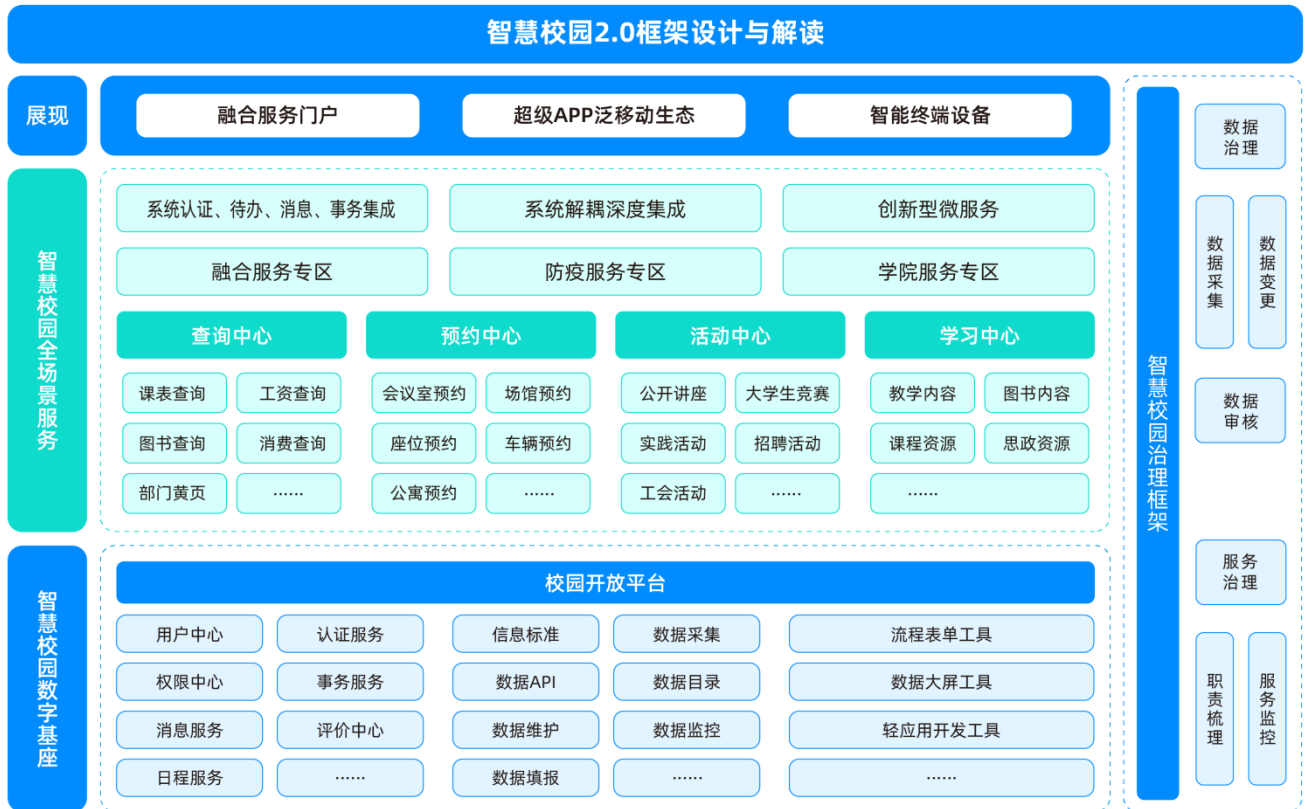 智慧校园2.0框架设计与解读
展现
融合服务门户
超级APP泛移动生态
智能终端设备
智慧校园全场景服务
系统认证、待办、消息、事务集成
系统解耦深度集成
创新型微服务
融合服务专区
防疫服务专区
学院服务专区
查询中心
预约中心
活动中心
学习中心
课表查询
工资查询
会议室预约
场馆预约
公开讲座
大学生竞赛
教学内容
图书内容
图书查询
消费查询
座位预约
车辆预约
实践活动
招聘活动
课程资源
思政资源
部门黄页
······
公寓预约
······
工会活动
······
······
智慧校园数字基座
校园开放平台
用户中心
认证服务
信息标准
数据采集
流程表单工具
权限中心
事务服务
数据API
数据目录
数据大屏工具
消息服务
评价中心
数据维护
数据监控
轻应用开发工具
日程服务
······
数据填报
······
······
智慧校园治理框架
数据
治理
数据采集
数据变更
数据
审核
服务
治理
职责梳理
服务监控